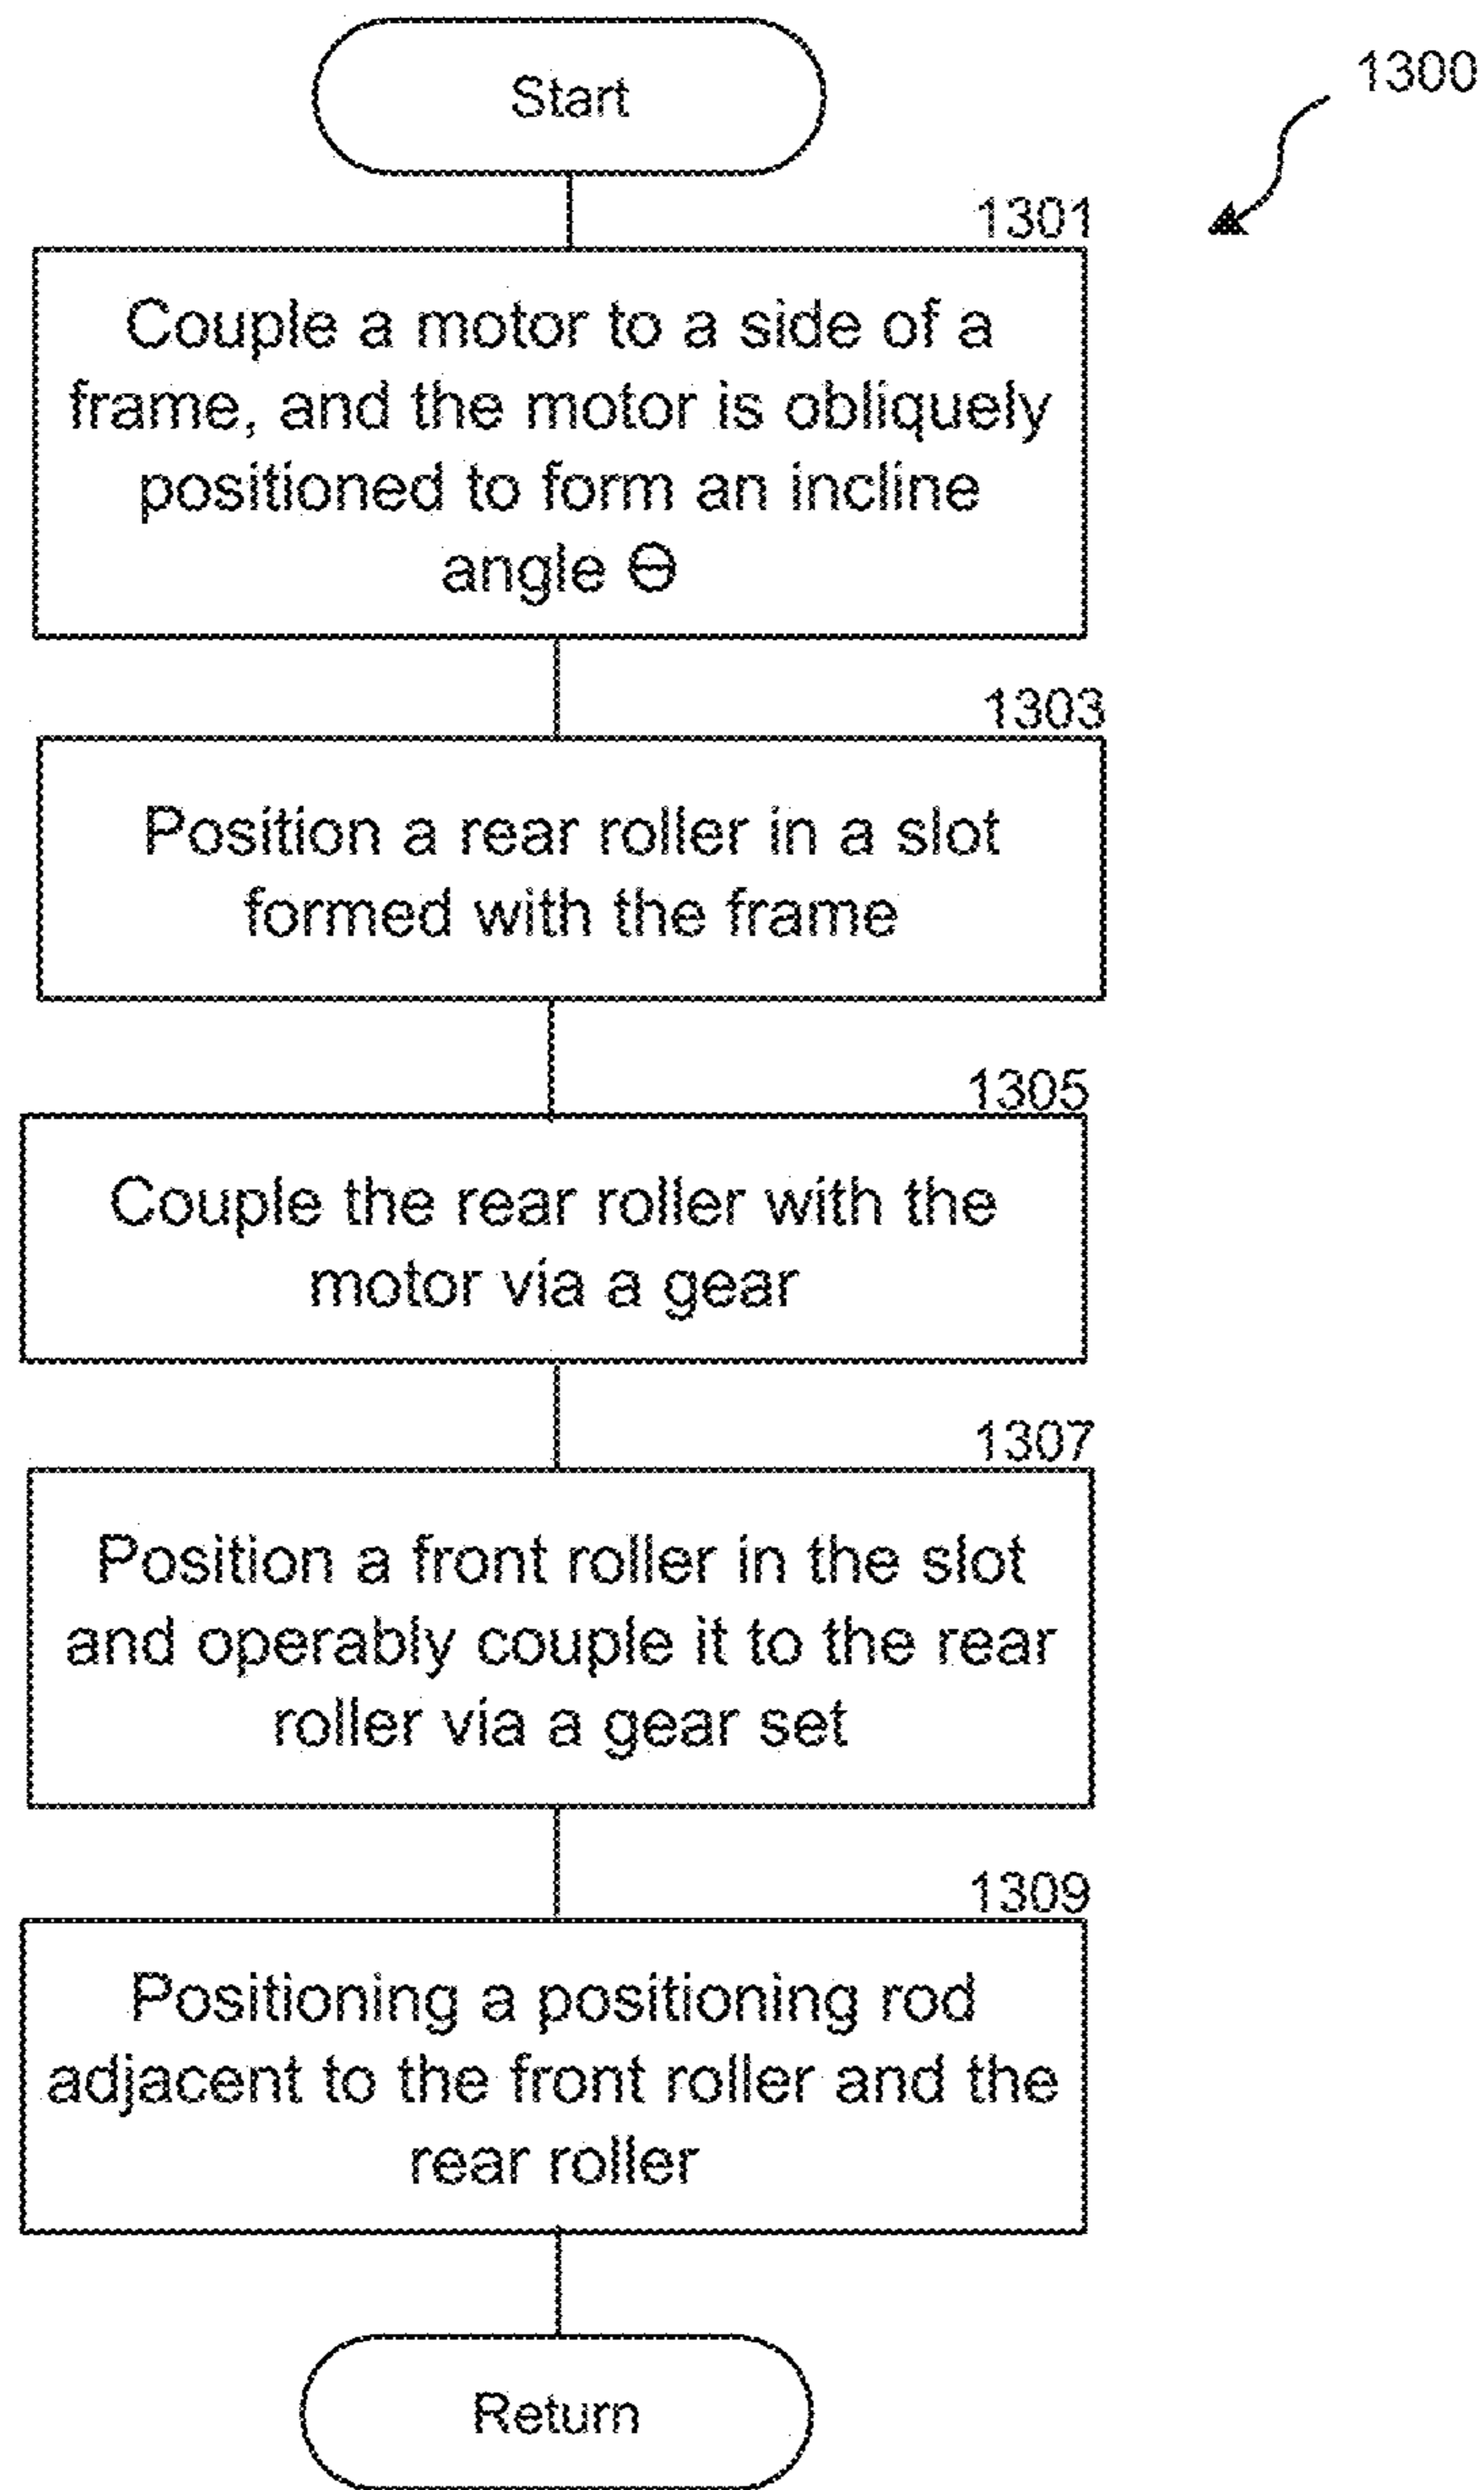 Start
1300
1301
Couple a motor to a side of a
frame, and the motor is obliquely
positioned to form an incline
angle Θ
1303
Position a rear roller in a slot
formed with the frame
1305
Couple the rear roller with the
motor via a gear
1307
Position a front roller in the slot
and operably couple it to the rear
roller via a gear set
1309
Positioning a positioning rod
adjacent to the front roller and the
rear roller
Return